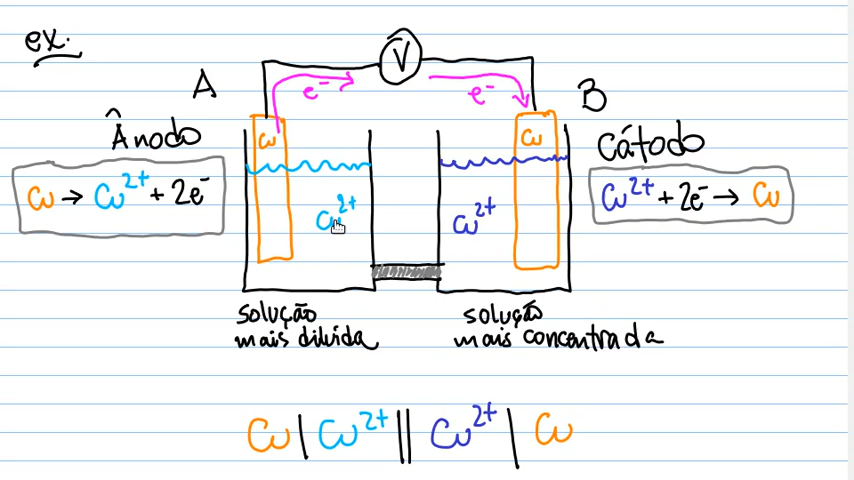 ex.
V
A
e⁻
e⁻
B
Ânodo
Cu
Cu
Cátodo
Cu → Cu²⁺ + 2e⁻
Cu²⁺ + 2e⁻ → Cu
Cu²⁺
Cu²⁺
solução
mais diluída
solução
mais concentrada
Cu | Cu²⁺ || Cu²⁺ | Cu